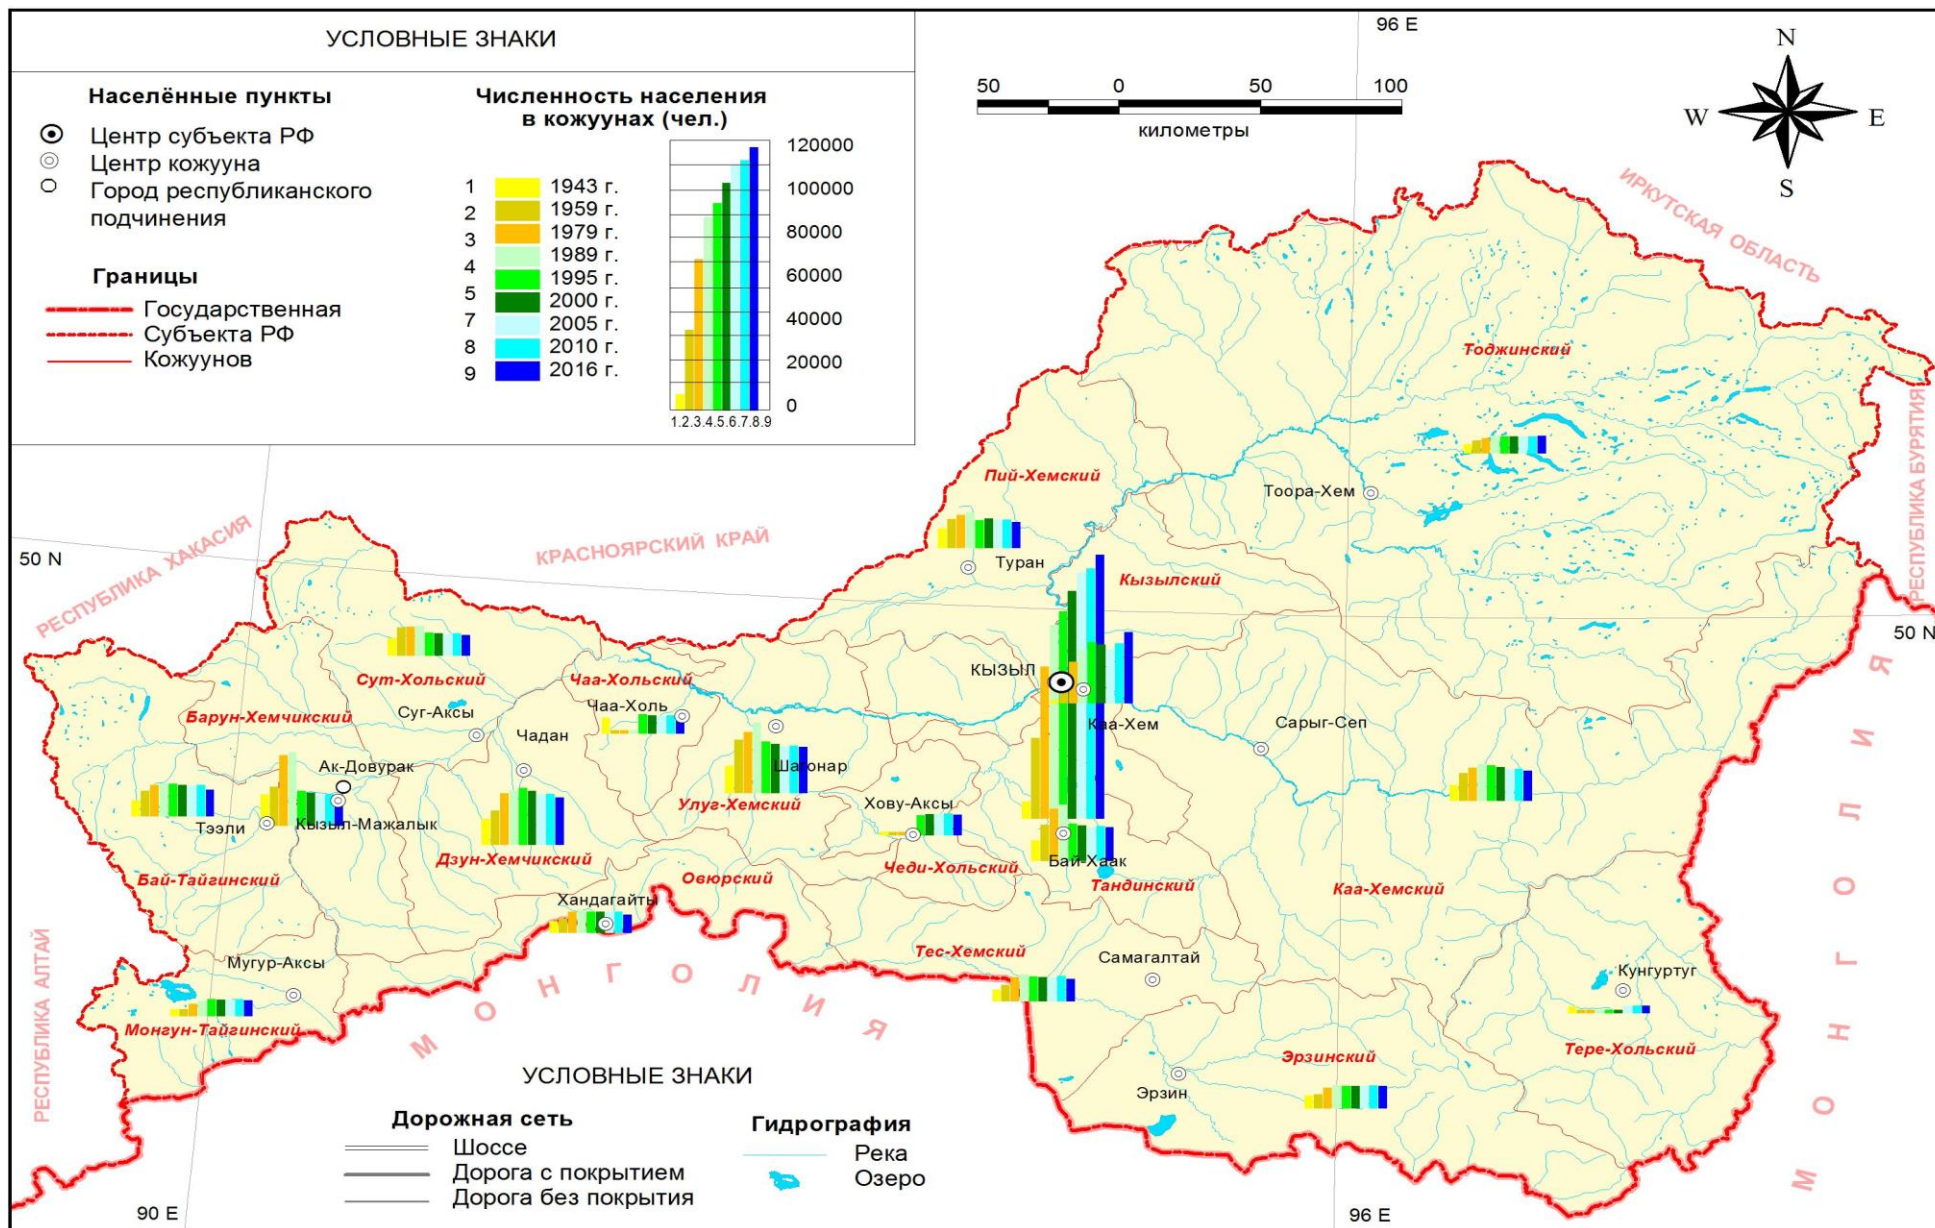 УСЛОВНЫЕ ЗНАКИ
Населённые пункты
Центр субъекта РФ
Центр кожууна
Город республиканского
подчинения
Границы
Государственная
Субъекта РФ
Кожуунов
Численность населения
в кожуунах (чел.)
1 1943 г.
2 1959 г.
3 1979 г.
4 1989 г.
5 1995 г.
2000 г.
7 2005 г.
8 2010 г.
9 2016 г.
120000
100000
80000
60000
40000
20000
0
1.2.3.4.5.6.7.8.9
96 E
50 0 50 100
километры
N
W E
S
ИРКУТСКАЯ ОБЛАСТЬ
Тоджинский
РЕСПУБЛИКА БУРЯТИЯ
Пий-Хемский
Тоора-Хем
50 N
РЕСПУБЛИКА ХАКАСИЯ
КРАСНОЯРСКИЙ КРАЙ
Туран
Кызылский
50 N
Сут-Хольский
Чаа-Хольский
КЫЗЫЛ
Барун-Хемчикский
Суг-Аксы
Чаа-Холь
Каа-Хем
Сарыг-Сеп
Чадан
Ак-Довурак
Шагонар
Улуг-Хемский
Хову-Аксы
Тээли
Кызыл-Мажалык
Дзун-Хемчикский
Бай-Хаак
Бай-Тайгинский
Овюрский
Чеди-Хольский
Тандинский
Каа-Хемский
Хандагайты
РЕСПУБЛИКА АЛТАЙ
Мугур-Аксы
Тес-Хемский
Самагалтай
Кунгуртуг
МОНГОЛИЯ
Монгун-Тайгинский
Эрзинский
Тере-Хольский
МОНГОЛИЯ
Эрзин
УСЛОВНЫЕ ЗНАКИ
Дорожная сеть
Шоссе
Дорога с покрытием
Дорога без покрытия
Гидрография
Река
Озеро
90 E
96 E